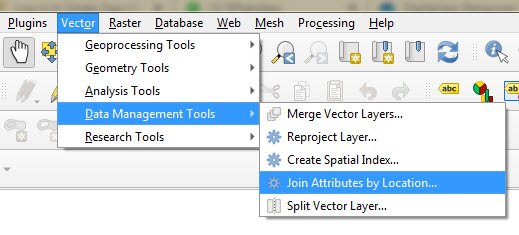 Plugins Vector Raster Database Web Mesh Processing Help
Geoprocessing Tools
Geometry Tools
Analysis Tools
Data Management Tools
Research Tools
Merge Vector Layers...
Reproject Layer...
Create Spatial Index...
Join Attributes by Location...
Split Vector Layer...
abc
abc